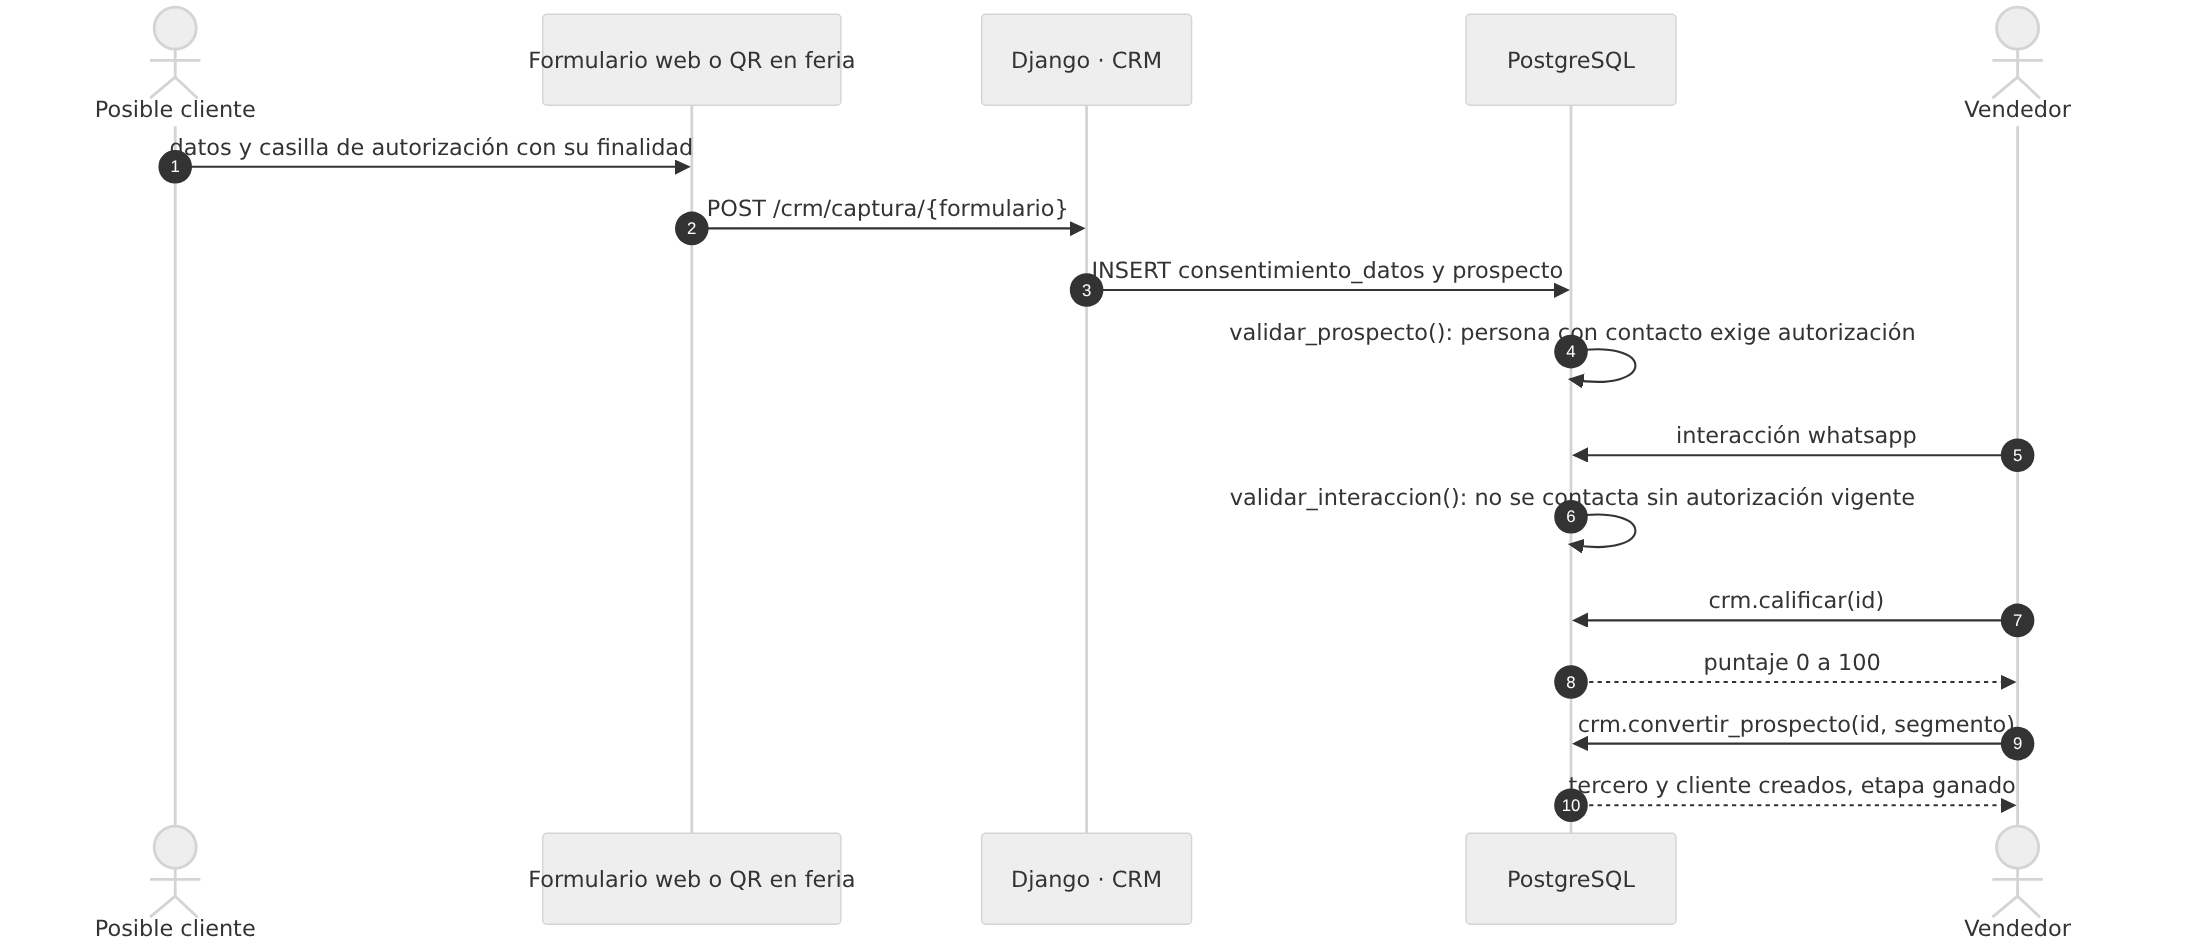 Posible cliente
Formulario web o QR en feria
Django · CRM
PostgreSQL
Vendedor
datos y casilla de autorización con su finalidad
1
POST /crm/captura/{formulario}
2
INSERT consentimiento_datos y prospecto
3
validar_prospecto(): persona con contacto exige autorización
4
interacción whatsapp
5
validar_interaccion(): no se contacta sin autorización vigente
6
crm.calificar(id)
7
puntaje 0 a 100
8
crm.convertir_prospecto(id, segmento)
9
tercero y cliente creados, etapa ganado
10
Posible cliente
Formulario web o QR en feria
Django · CRM
PostgreSQL
Vendedor